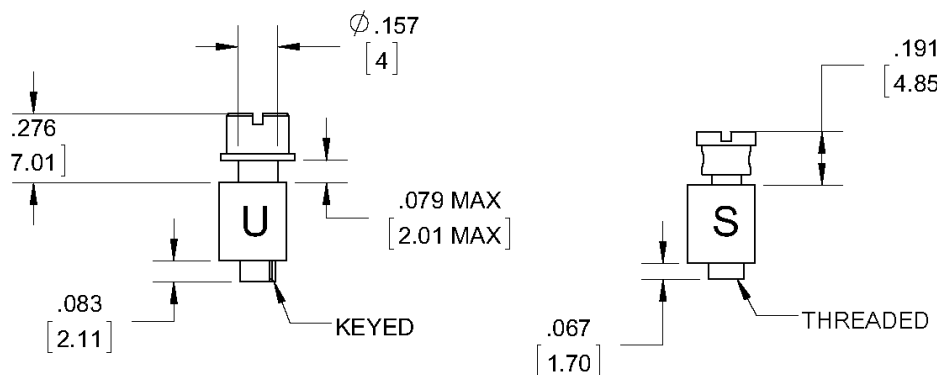 Ø .157
[4]
.276
7.01]
.079 MAX
[2.01 MAX]
U
.083
[2.11]
KEYED
.191
[4.85
S
.067
[1.70]
THREADED